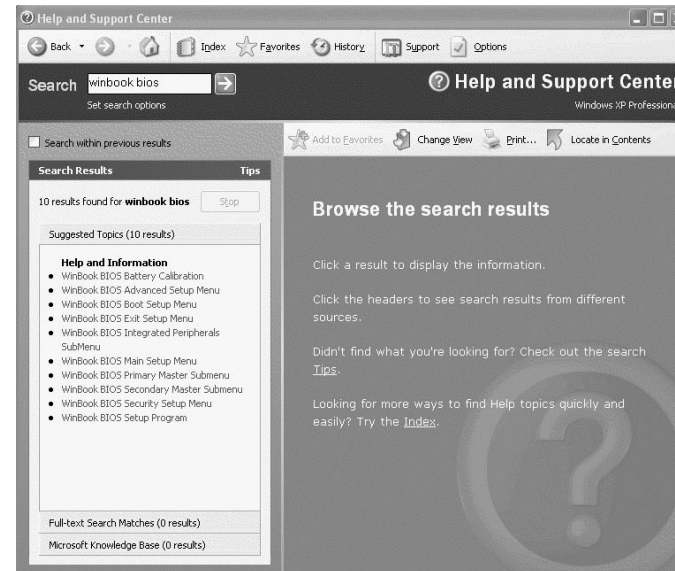 Help and Support Center
Back Index Favorites History Support Options
Search winbook bios
Set search options
Help and Support Cente
Windows XP Professiona
Search within previous results
Add to Favorites Change View Print... Locate in Contents
Search Results Tips
10 results found for winbook bios Stop
Suggested Topics (10 results)
Help and Information
• WinBook BIOS Battery Calibration
• WinBook BIOS Advanced Setup Menu
• WinBook BIOS Boot Setup Menu
• WinBook BIOS Exit Setup Menu
• WinBook BIOS Integrated Peripherals
SubMenu
• WinBook BIOS Main Setup Menu
• WinBook BIOS Primary Master Submenu
• WinBook BIOS Secondary Master Submenu
• WinBook BIOS Security Setup Menu
• WinBook BIOS Setup Program
Full-text Search Matches (0 results)
Microsoft Knowledge Base (0 results)
Browse the search results
Click a result to display the information.
Click the headers to see search results from different
sources.
Didn't find what you're looking for? Check out the search
Tips.
Looking for more ways to find Help topics quickly and
easily? Try the Index.